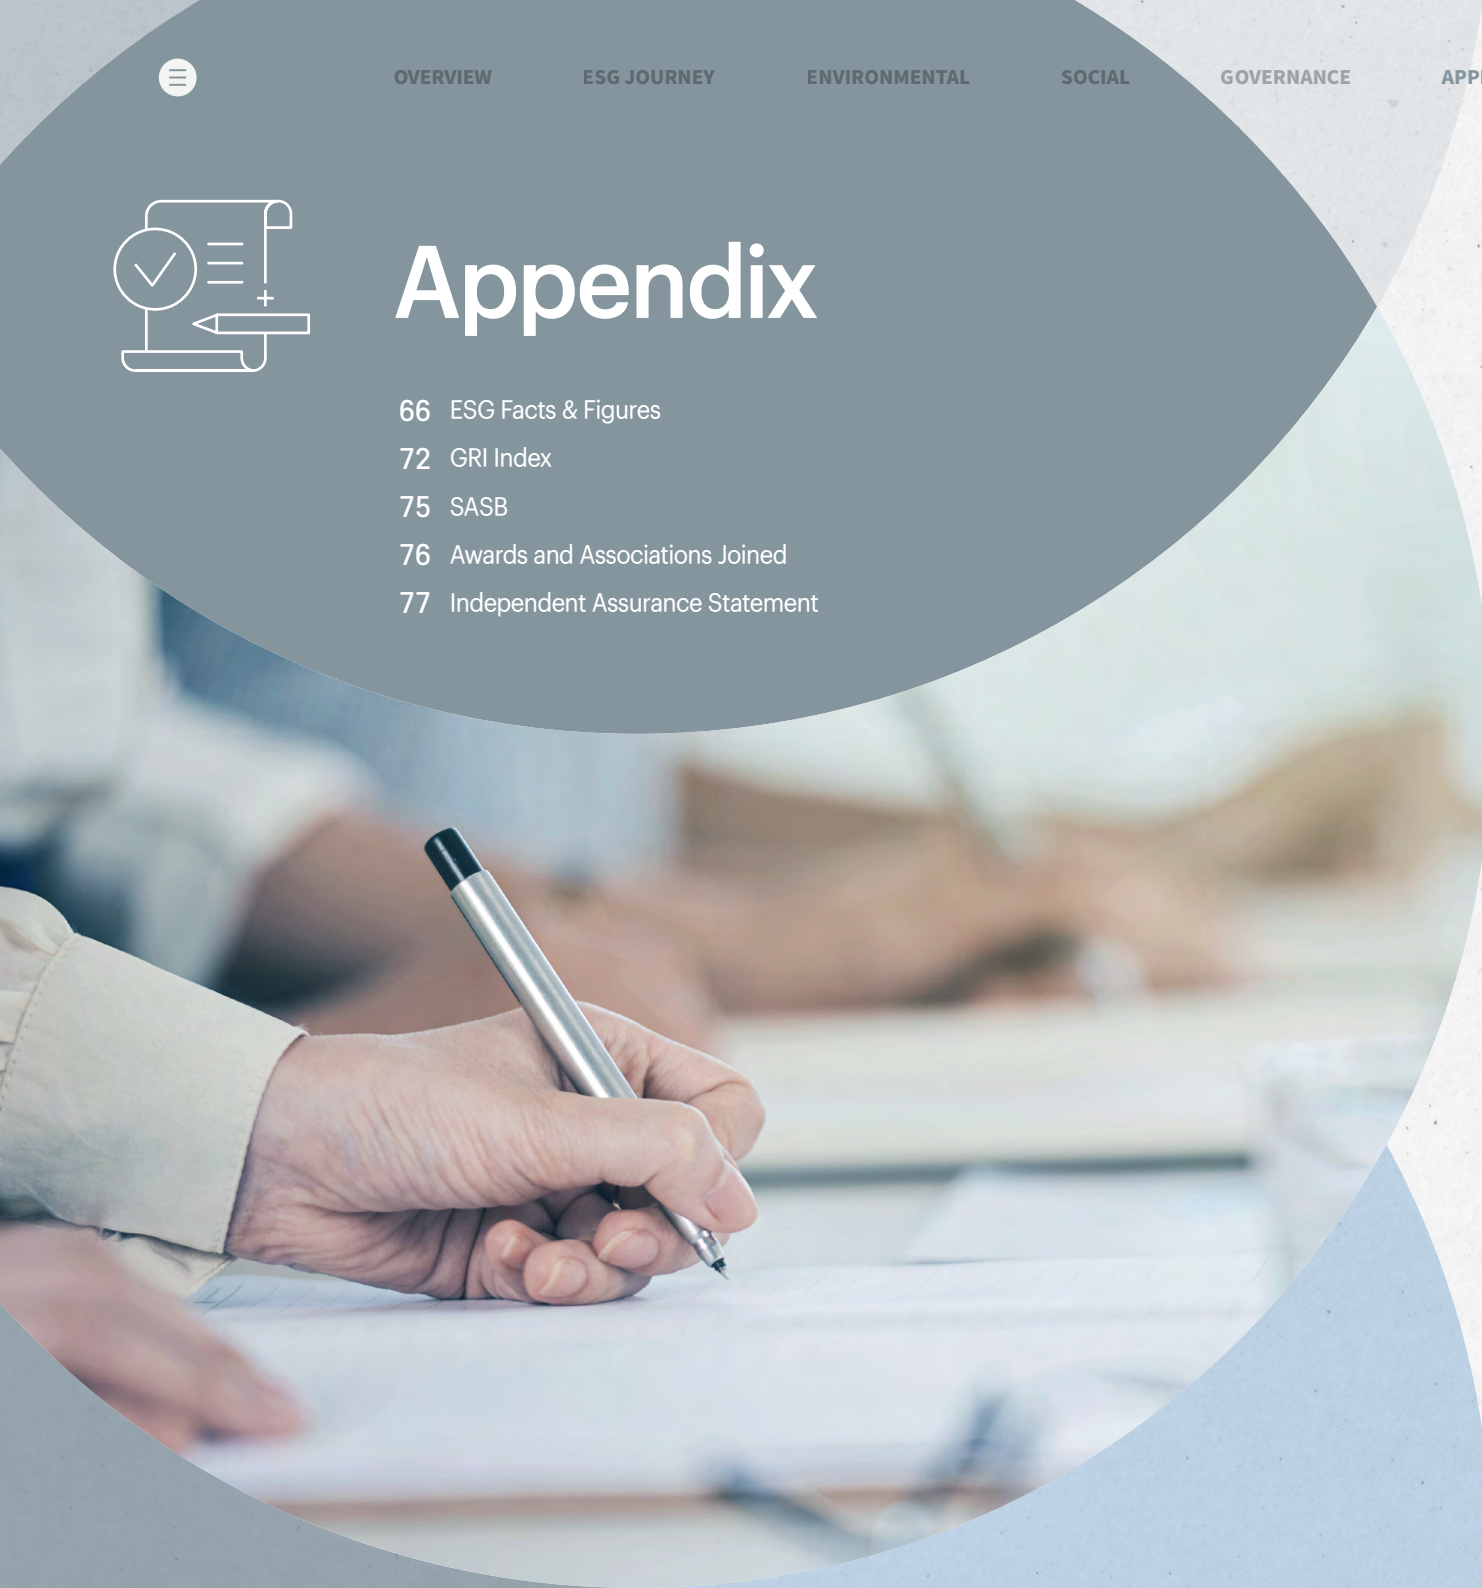 OVERVIEW ESG JOURNEY ENVIRONMENTAL SOCIAL GOVERNANCE
Appendix
66 ESG Facts & Figures
72 GRI Index
75 SASB
76 Awards and Associations Joined
77 Independent Assurance Statement